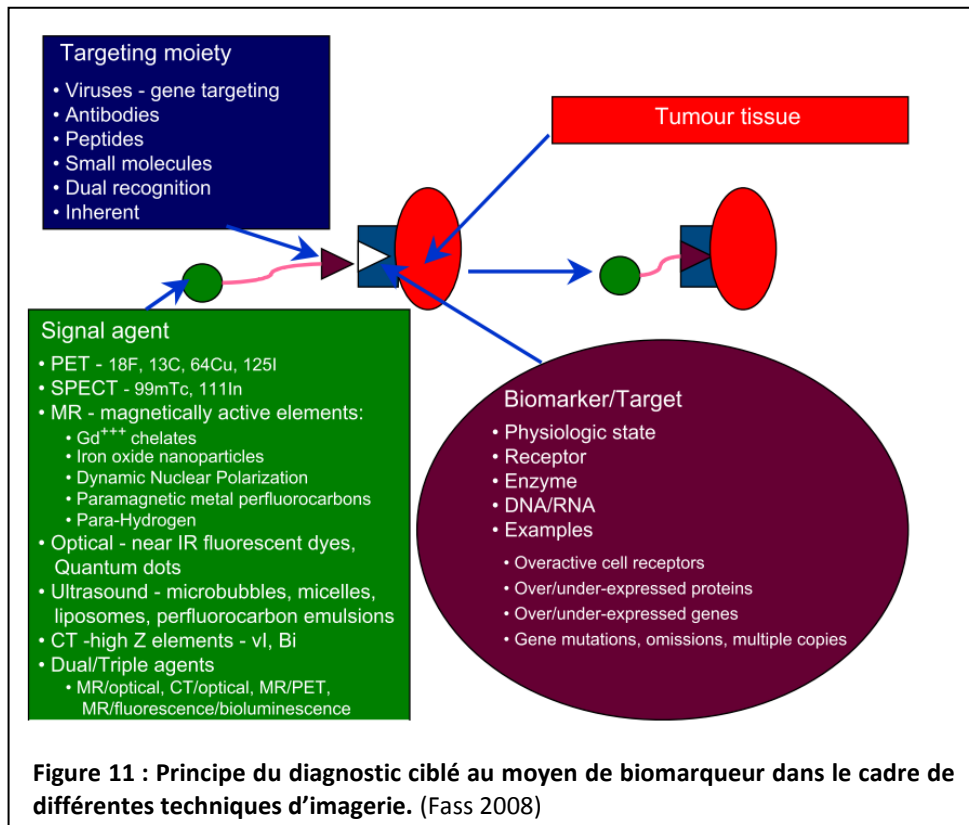 Targeting moiety
• Viruses - gene targeting
• Antibodies
• Peptides
• Small molecules
• Dual recognition
• Inherent
Tumour tissue
Signal agent
• PET - 18F, 13C, 64Cu, 125I
• SPECT - 99mTc, 111In
• MR - magnetically active elements:
• Gd+++ chelates
• Iron oxide nanoparticles
• Dynamic Nuclear Polarization
• Paramagnetic metal perfluorocarbons
• Para-Hydrogen
• Optical - near IR fluorescent dyes,
Quantum dots
• Ultrasound - microbubbles, micelles,
liposomes, perfluorocarbon emulsions
• CT -high Z elements - vI, Bi
• Dual/Triple agents
• MR/optical, CT/optical, MR/PET,
MR/fluorescence/bioluminescence
Biomarker/Target
• Physiologic state
• Receptor
• Enzyme
• DNA/RNA
• Examples
• Overactive cell receptors
• Over/under-expressed proteins
• Over/under-expressed genes
• Gene mutations, omissions, multiple copies
Figure 11 : Principe du diagnostic ciblé au moyen de biomarqueur dans le cadre de
différentes techniques d'imagerie. (Fass 2008)